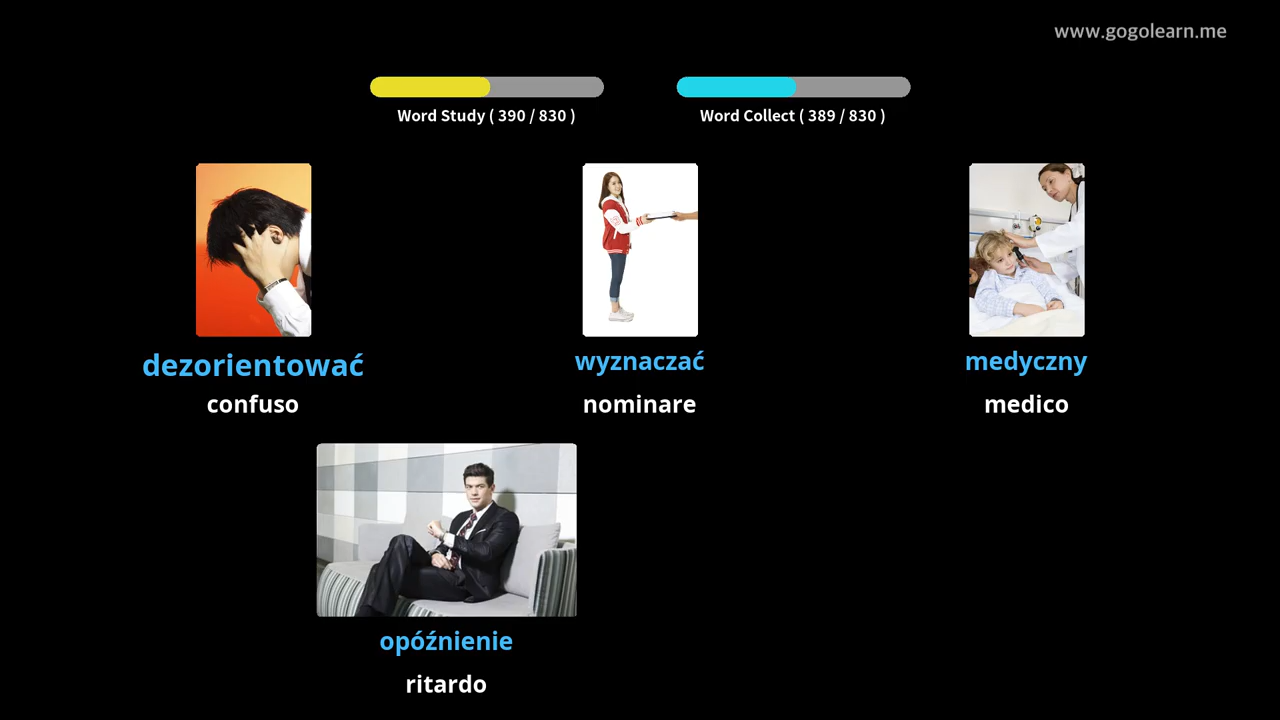 www.gogolearn.me
Word Study ( 390 / 830 )
Word Collect ( 389 / 830 )
dezorientować
confuso
wyznaczać
nominare
medyczny
medico
opóźnienie
ritardo